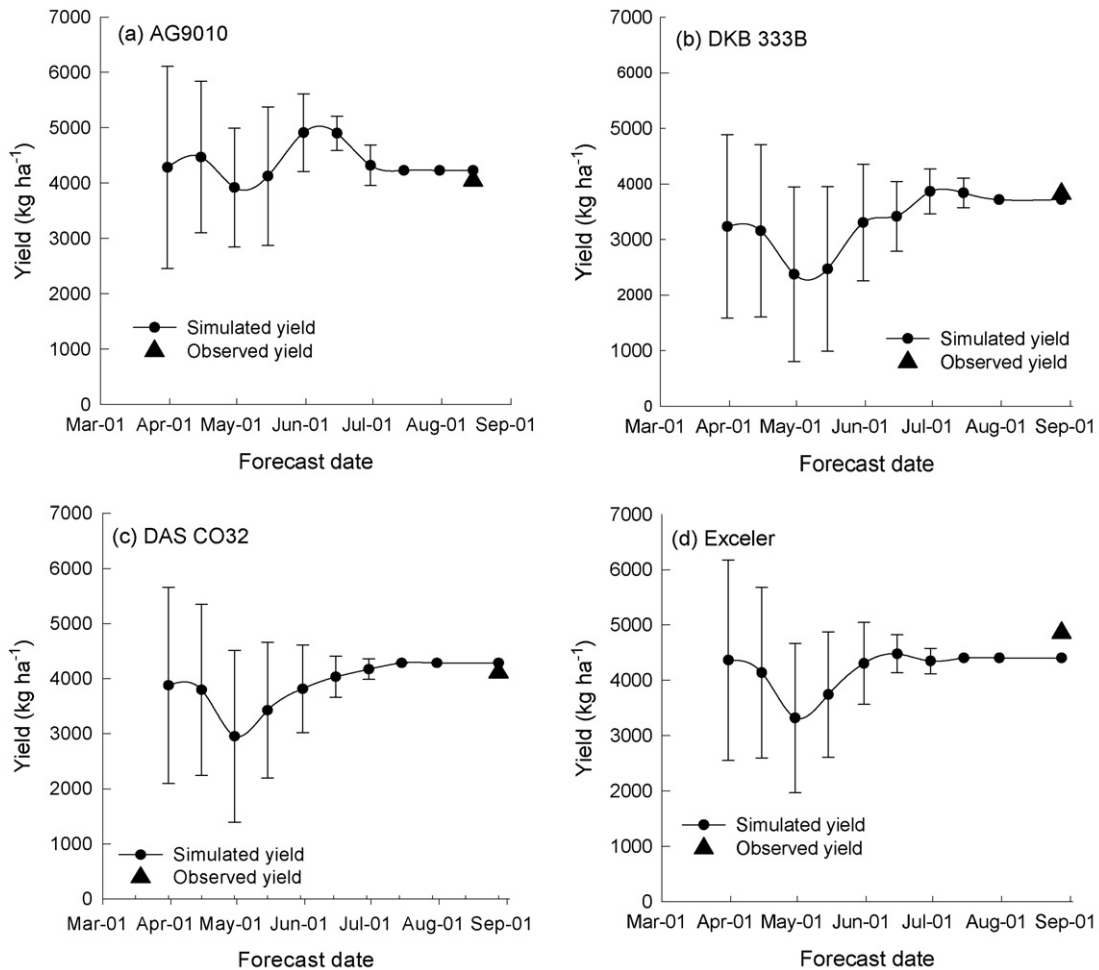 (a) AG9010
7000
6000
5000
4000
3000
2000
1000
0
Yield (kg ha⁻¹)
Simulated yield
Observed yield
Mar-01 Apr-01 May-01 Jun-01 Jul-01 Aug-01 Sep-01
Forecast date
(b) DKB 333B
7000
6000
5000
4000
3000
2000
1000
0
Yield (kg ha⁻¹)
Simulated yield
Observed yield
Mar-01 Apr-01 May-01 Jun-01 Jul-01 Aug-01 Sep-01
Forecast date
(c) DAS CO32
7000
6000
5000
4000
3000
2000
1000
0
Yield (kg ha⁻¹)
Simulated yield
Observed yield
Mar-01 Apr-01 May-01 Jun-01 Jul-01 Aug-01 Sep-01
Forecast date
(d) Exceler
7000
6000
5000
4000
3000
2000
1000
0
Yield (kg ha⁻¹)
Simulated yield
Observed yield
Mar-01 Apr-01 May-01 Jun-01 Jul-01 Aug-01 Sep-01
Forecast date